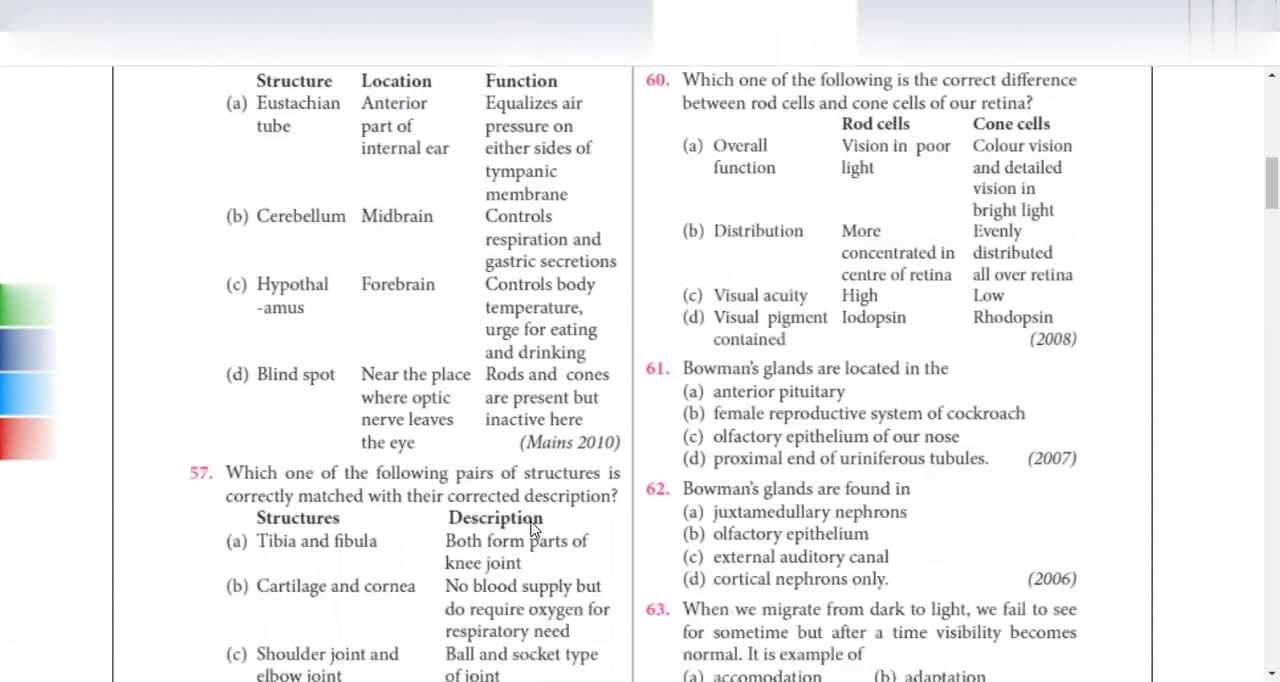 Structure Location Function
(a) Eustachian Anterior Equalizes air
tube part of pressure on
internal ear either sides of
tympanic
membrane
(b) Cerebellum Midbrain Controls
respiration and
gastric secretions
(c) Hypothal Forebrain Controls body
-amus temperature,
urge for eating
and drinking
(d) Blind spot Near the place Rods and cones
where optic are present but
nerve leaves inactive here
the eye (Mains 2010)
57. Which one of the following pairs of structures is
correctly matched with their corrected description?
Structures Description
(a) Tibia and fibula Both form parts of
knee joint
(b) Cartilage and cornea No blood supply but
do require oxygen for
respiratory need
(c) Shoulder joint and Ball and socket type
elbow joint of joint
60. Which one of the following is the correct difference
between rod cells and cone cells of our retina?
Rod cells Cone cells
(a) Overall Vision in poor Colour vision
function light and detailed
vision in
bright light
(b) Distribution More Evenly
concentrated in distributed
centre of retina all over retina
(c) Visual acuity High Low
(d) Visual pigment Iodopsin Rhodopsin
contained (2008)
61. Bowman's glands are located in the
(a) anterior pituitary
(b) female reproductive system of cockroach
(c) olfactory epithelium of our nose
(d) proximal end of uriniferous tubules. (2007)
62. Bowman's glands are found in
(a) juxtamedullary nephrons
(b) olfactory epithelium
(c) external auditory canal
(d) cortical nephrons only. (2006)
63. When we migrate from dark to light, we fail to see
for sometime but after a time visibility becomes
normal. It is example of
(a) accomodation (b) adaptation